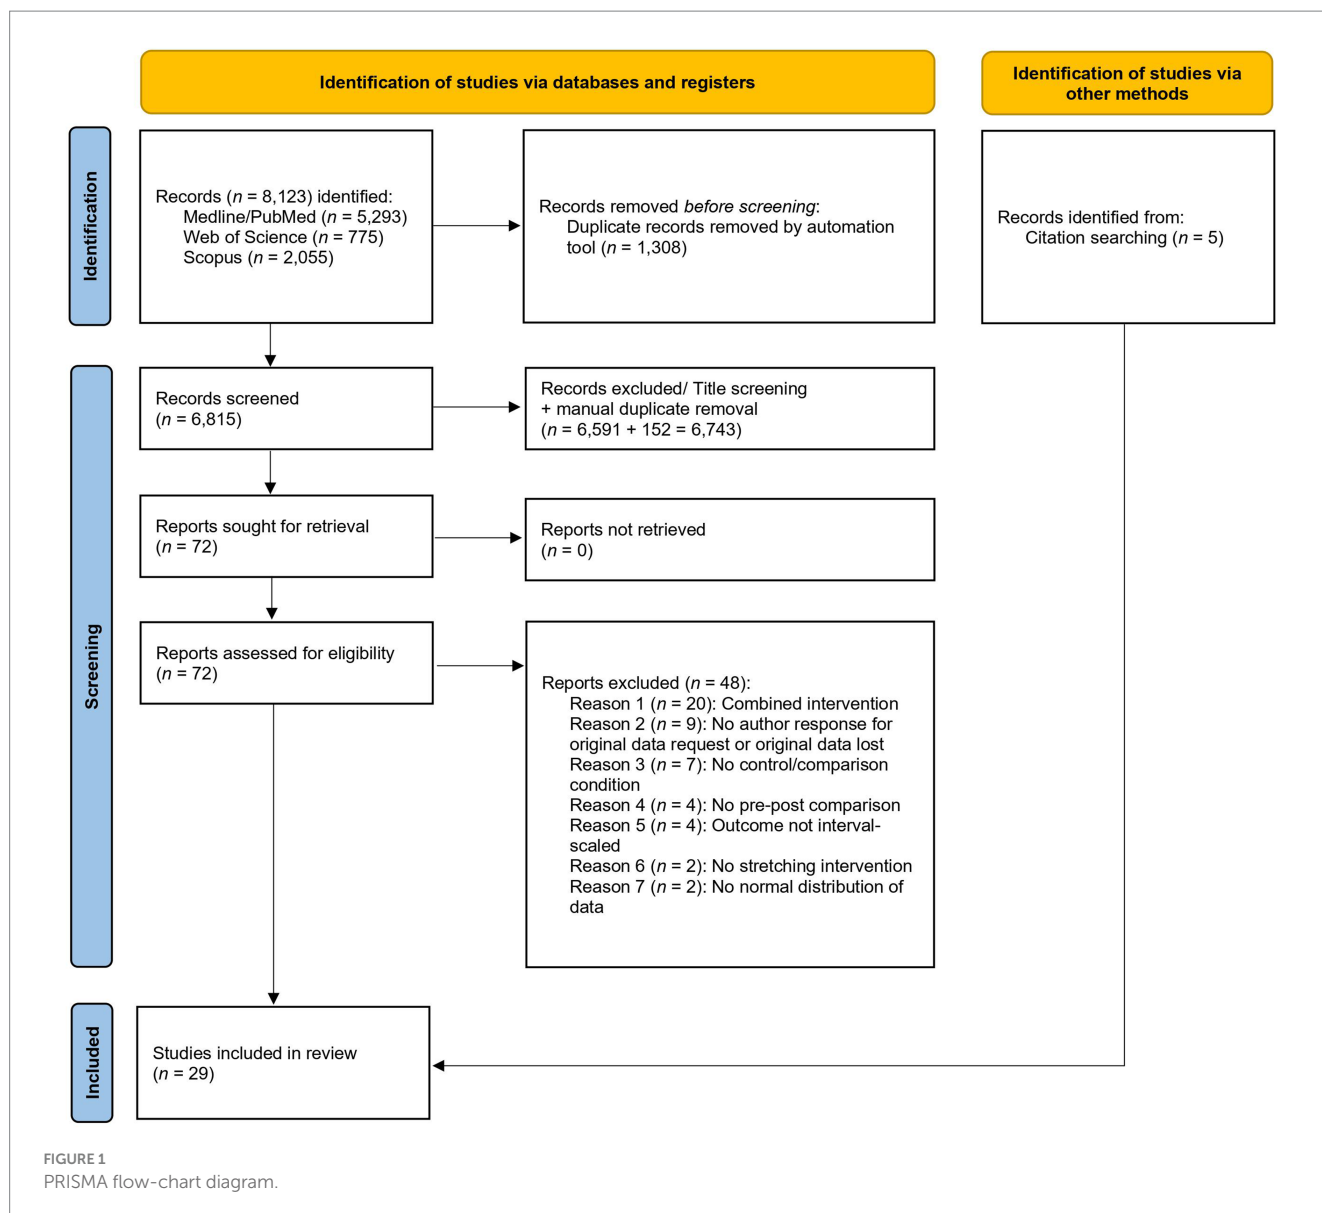 Identification of studies via databases and registers
Identification of studies via
other methods
Identification
Records (n = 8,123) identified:
Medline/PubMed (n = 5,293)
Web of Science (n = 775)
Scopus (n = 2,055)
Records removed before screening:
Duplicate records removed by automation
tool (n = 1,308)
Records identified from:
Citation searching (n = 5)
Screening
Records screened
(n = 6,815)
Records excluded/ Title screening
+ manual duplicate removal
(n = 6,591 + 152 = 6,743)
Reports sought for retrieval
(n = 72)
Reports not retrieved
(n = 0)
Reports assessed for eligibility
(n = 72)
Reports excluded (n = 48):
Reason 1 (n = 20): Combined intervention
Reason 2 (n = 9): No author response for
original data request or original data lost
Reason 3 (n = 7): No control/comparison
condition
Reason 4 (n = 4): No pre-post comparison
Reason 5 (n = 4): Outcome not interval-
scaled
Reason 6 (n = 2): No stretching intervention
Reason 7 (n = 2): No normal distribution of
data
Included
Studies included in review
(n = 29)
FIGURE 1
PRISMA flow-chart diagram.